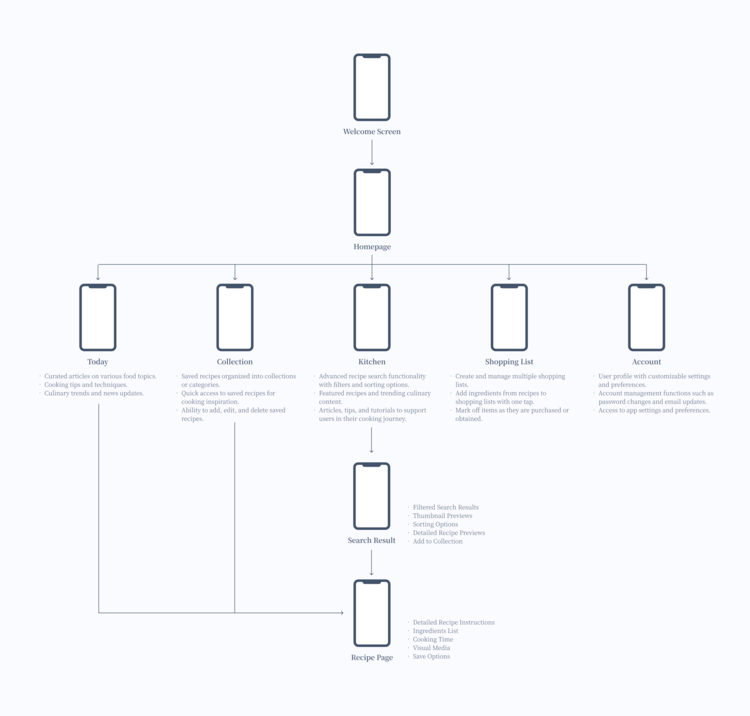 Welcome Screen
Homepage
Today
· Curated articles on various food topics.
· Cooking tips and techniques.
· Culinary trends and news updates.
Collection
· Saved recipes organized into collections
or categories.
· Quick access to saved recipes for
cooking inspiration.
· Ability to add, edit, and delete saved
recipes.
Kitchen
· Advanced recipe search functionality
with filters and sorting options.
· Featured recipes and trending culinary
content.
· Articles, tips, and tutorials to support
users in their cooking journey.
Shopping List
· Create and manage multiple shopping
lists.
· Add ingredients from recipes to
shopping lists with one tap.
· Mark off items as they are purchased or
obtained.
Account
· User profile with customizable settings
and preferences.
· Account management functions such as
password changes and email updates.
· Access to app settings and preferences.
Search Result
· Filtered Search Results
· Thumbnail Previews
· Sorting Options
· Detailed Recipe Previews
· Add to Collection
Recipe Page
· Detailed Recipe Instructions
· Ingredients List
· Cooking Time
· Visual Media
· Save Options